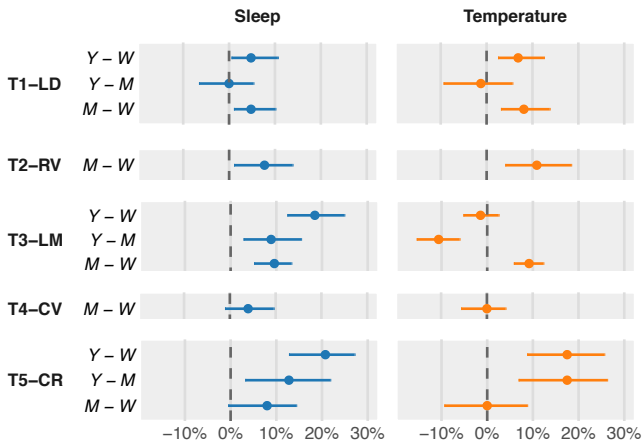 Sleep Temperature
Y – W
T1–LD Y – M
M – W
T2–RV M – W
Y – W
T3–LM Y – M
M – W
T4–CV M – W
Y – W
T5–CR Y – M
M – W
−10% 0% 10% 20% 30% −10% 0% 10% 20% 30%